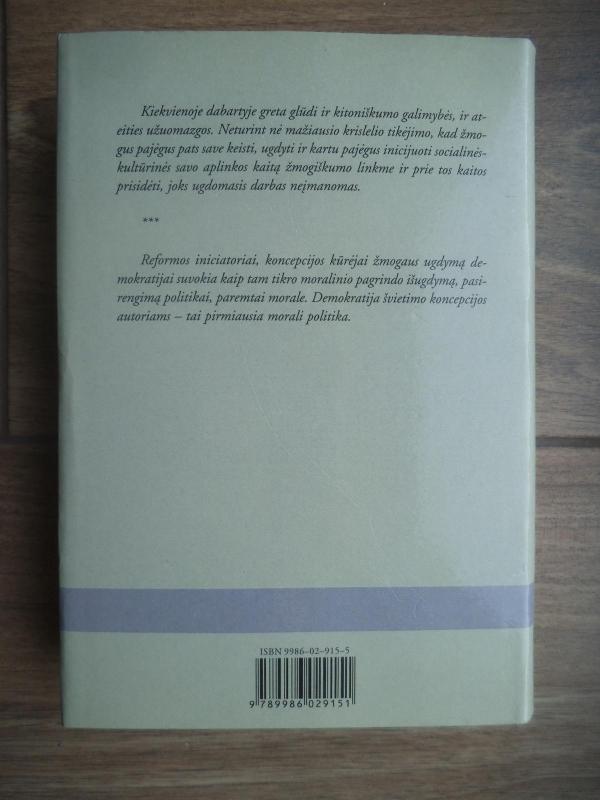 Kiekvienoje dabartyje greta glūdi ir kitoniškumo galimybės, ir at-
eities užuomazgos. Neturint nė mažiausio krislelio tikėjimo, kad žmo-
gus pajėgus pats save keisti, ugdyti ir kartu pajėgus inicijuoti socialinės-
kultūrinės savo aplinkos kaitą žmogiškumo linkme ir prie tos kaitos
prisidėti, joks ugdomasis darbas neįmanomas.
***
Reformos iniciatoriai, koncepcijos kūrėjai žmogaus ugdymą de-
mokratijai suvokia kaip tam tikro moralinio pagrindo išugdymą, pasi-
rengimą politikai, paremtai morale. Demokratija švietimo koncepcijos
autoriams – tai pirmiausia morali politika.
ISBN 9986–02–915–5
9 789986 029151